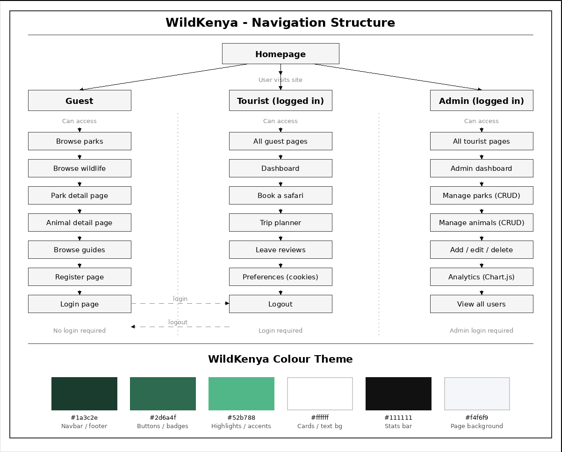 WildKenya - Navigation Structure
Homepage
User visits site
Guest
Tourist (logged in)
Admin (logged in)
Can access
Can access
Can access
Browse parks
All guest pages
All tourist pages
Browse wildlife
Dashboard
Admin dashboard
Park detail page
Book a safari
Manage parks (CRUD)
Animal detail page
Trip planner
Manage animals (CRUD)
Browse guides
Leave reviews
Add / edit / delete
Register page
Preferences (cookies)
Analytics (Chart.js)
Login page
login
Logout
View all users
logout
No login required
Login required
Admin login required
WildKenya Colour Theme
#1a3c2e
#2d6a4f
#52b788
#ffffff
#111111
#f4f6f9
Navbar / footer
Buttons / badges
Highlights / accents
Cards / text bg
Stats bar
Page background